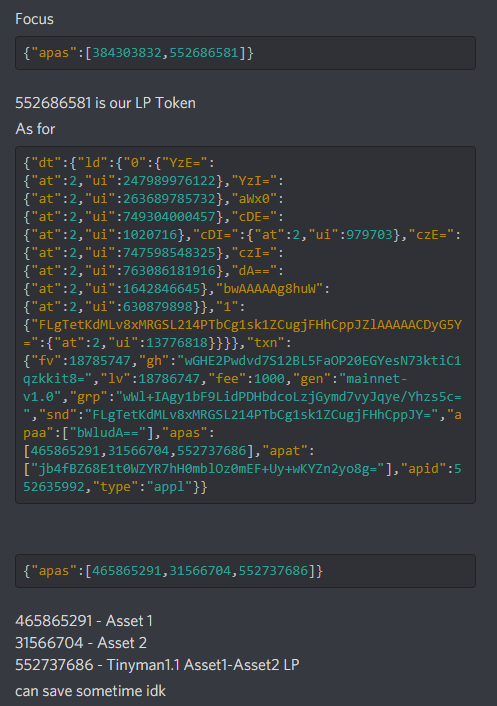 Focus
{"apas":[384303832,552686581]}
552686581 is our LP Token
As for
{"dt":{"ld":{"0":{"YzE=":
{"at":2,"ui":247989976122},"YzI=":
{"at":2,"ui":263689785732},"aWx0":
{"at":2,"ui":749304000457},"cDE=":
{"at":2,"ui":1020716},"cDI=":{"at":2,"ui":979703},"czE=":
{"at":2,"ui":747598548325},"czI=":
{"at":2,"ui":763086181916},"dA==":
{"at":2,"ui":1642846645},"bwAAAAAg8huW":
{"at":2,"ui":630879898}},"1":
{"FLgTetKdMLv8xMRGSL214PTbCg1sk1ZCugjFHhCppJZlAAAAACDyG5Y
=":{"at":2,"ui":13776818}}}},"txn":
{"fv":18785747,"gh":"wGHE2Pwdvd7S12BL5FaOP20EGYesN73ktiC1
qzkkit8=","lv":18786747,"fee":1000,"gen":"mainnet-
v1.0","grp":"wWl+IAgy1bF9LidPDHbdcoLzjGymd7vyJqye/Yhzs5c=
","snd":"FLgTetKdMLv8xMRGSL214PTbCg1sk1ZCugjFHhCppJY=","a
paa":["bWludA=="],"apas":
[465865291,31566704,552737686],"apat":
["jb4fBZ68E1t0WZYR7hH0mblOz0mEF+Uy+wKYZn2yo8g="],"apid":5
52635992,"type":"appl"}}
{"apas":[465865291,31566704,552737686]}
465865291 - Asset 1
31566704 - Asset 2
552737686 - Tinyman1.1 Asset1-Asset2 LP
can save sometime idk